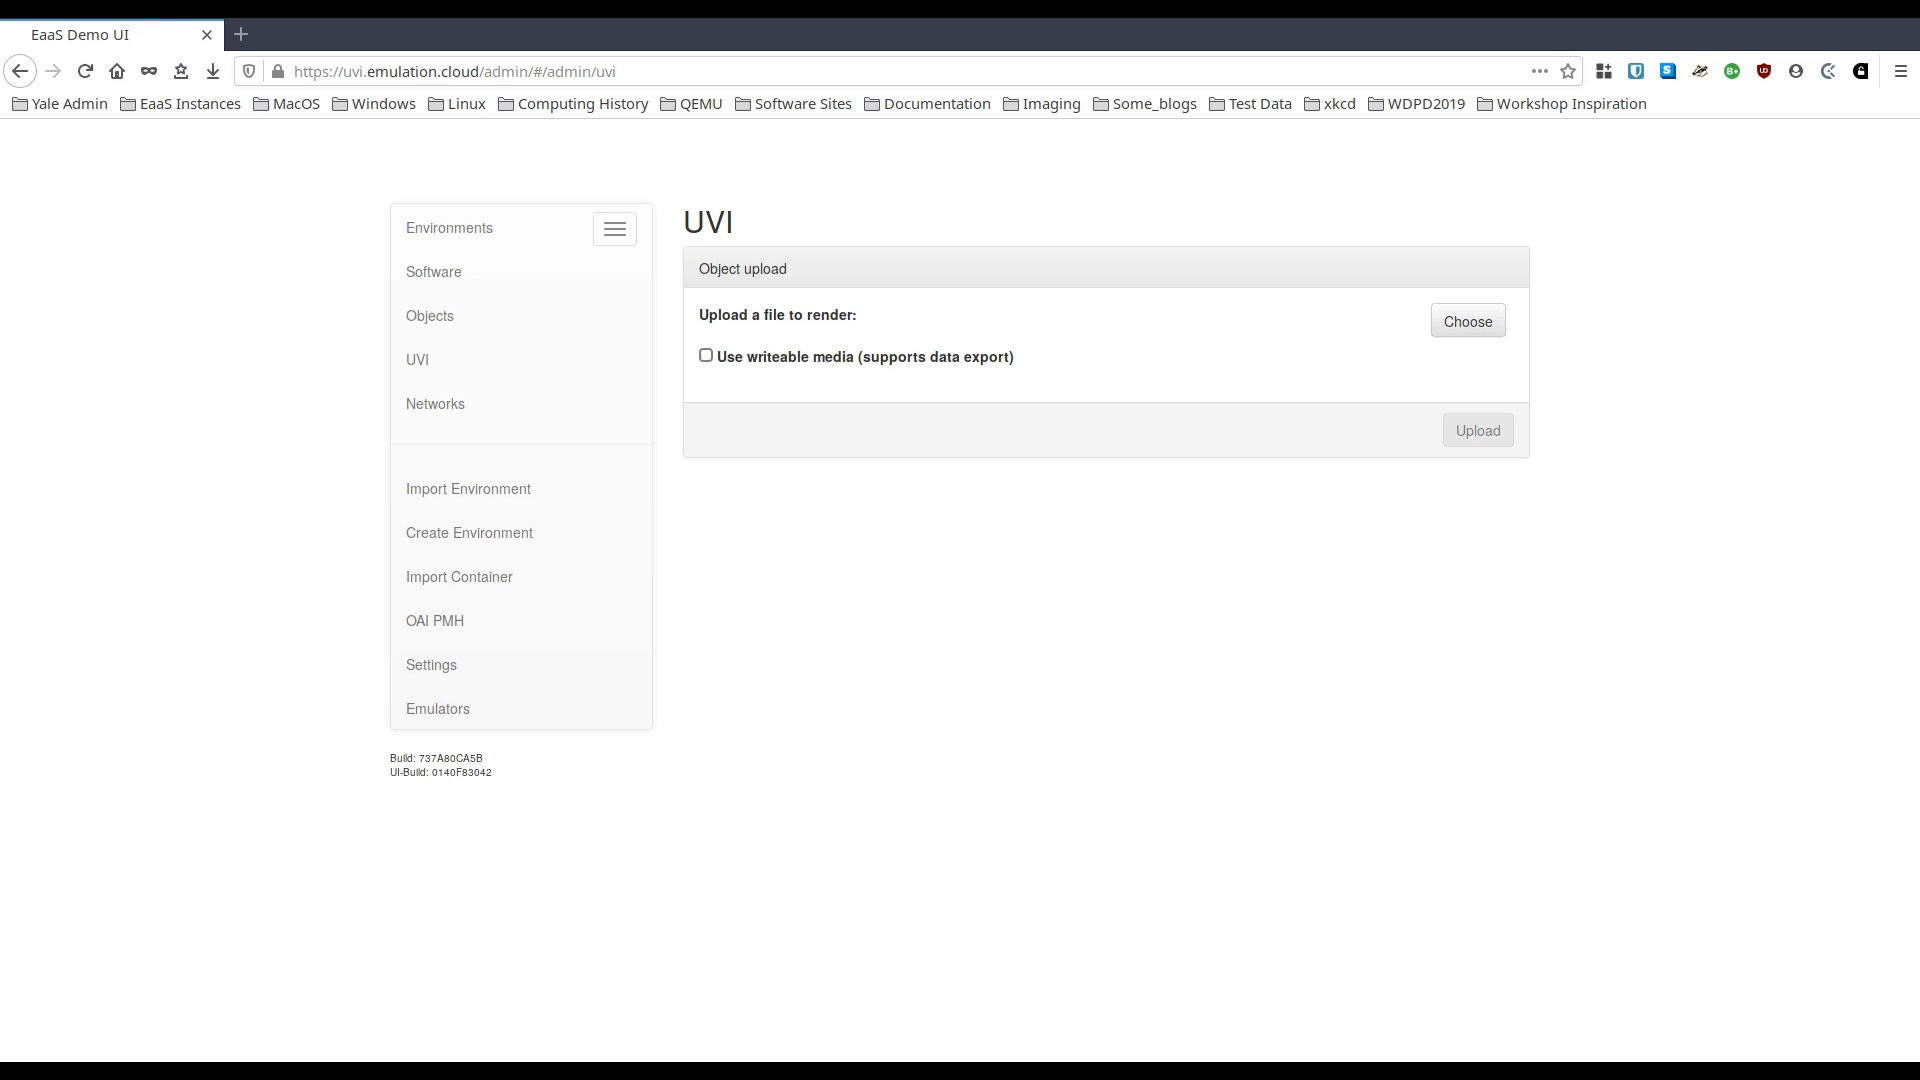 EaaS Demo UI
https://uvi.emulation.cloud/admin/#/admin/uvi
Yale Admin EaaS Instances MacOS Windows Linux Computing History QEMU Software Sites Documentation Imaging Some_blogs Test Data xkcd WDPD2019 Workshop Inspiration
Environments
Software
Objects
UVI
Networks
Import Environment
Create Environment
Import Container
OAI PMH
Settings
Emulators
Build: 737A80CA5B
UI-Build: 0140F83042
UVI
Object upload
Upload a file to render:
Choose
Use writeable media (supports data export)
Upload